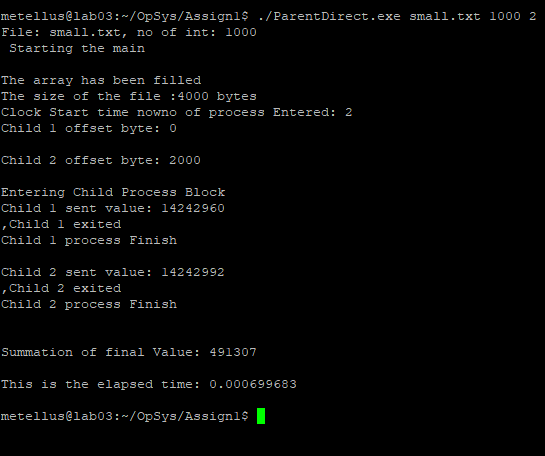 metellus@lab03:~/OpSys/Assign1$ ./ParentDirect.exe small.txt 1000 2
File: small.txt, no of int: 1000
 Starting the main
The array has been filled
The size of the file :4000 bytes
Clock Start time nowno of process Entered: 2
Child 1 offset byte: 0
Child 2 offset byte: 2000
Entering Child Process Block
Child 1 sent value: 14242960
,Child 1 exited
Child 1 process Finish
Child 2 sent value: 14242992
,Child 2 exited
Child 2 process Finish
Summation of final Value: 491307
This is the elapsed time: 0.000699683
metellus@lab03:~/OpSys/Assign1$